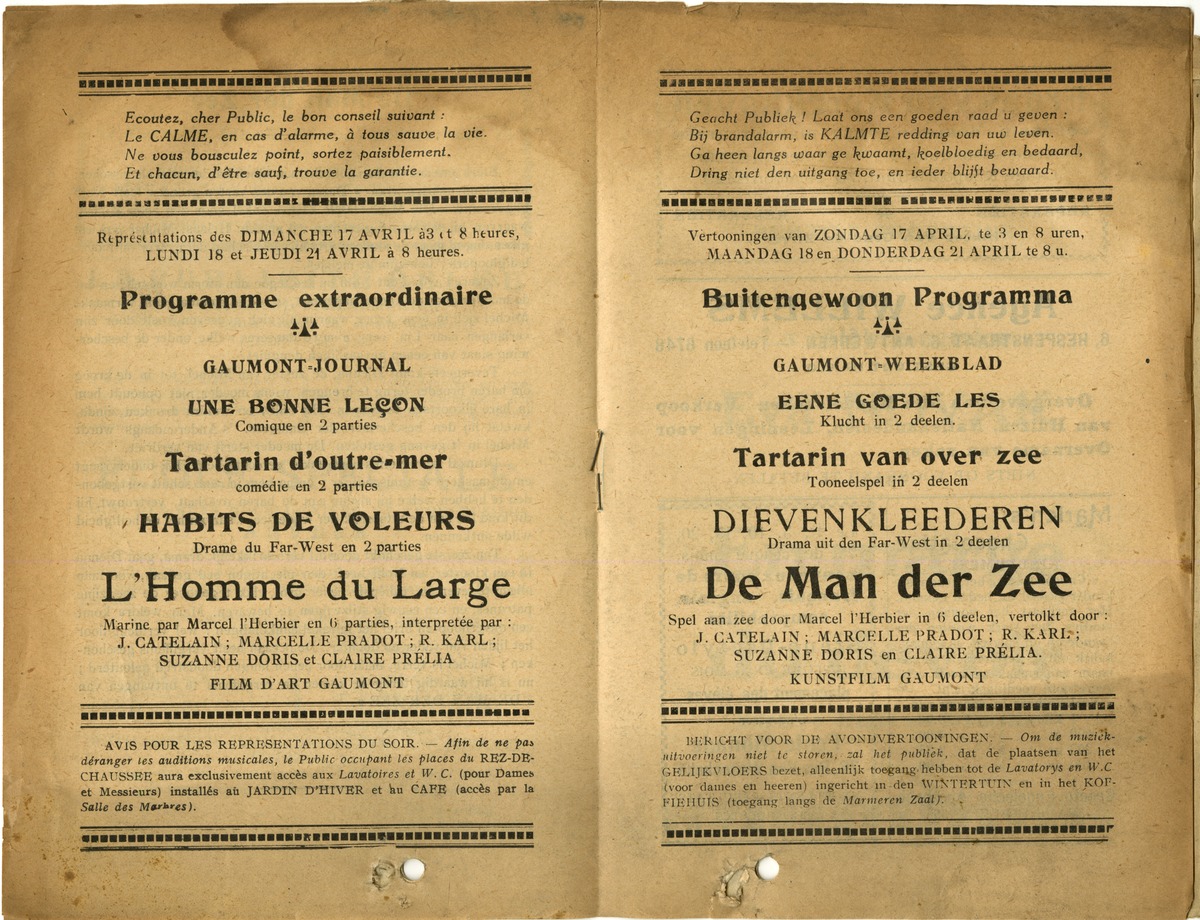 Ecoutez, cher Public, le bon conseil suivant :
Le CALME, en cas d'alarme, à tous sauve la vie.
Ne vous bousculez point, sortez paisiblement.
Et chacun, d'être sauf, trouve la garantie.
Représentations des DIMANCHE 17 AVRIL à 3 et 8 heures,
LUNDI 18 et JEUDI 21 AVRIL à 8 heures.
Programme extraordinaire
GAUMONT-JOURNAL
UNE BONNE LEÇON
Comique en 2 parties
Tartarin d'outre-mer
comédie en 2 parties
HABITS DE VOLEURS
Drame du Far-West en 2 parties
L'Homme du Large
Marine par Marcel l'Herbier en 6 parties, interpretée par :
J. CATELAIN ; MARCELLE PRADOT ; R. KARL ;
SUZANNE DORIS et CLAIRE PRÉLIA
FILM D'ART GAUMONT
AVIS POUR LES REPRESENTATIONS DU SOIR. — Afin de ne pas
déranger les auditions musicales, le Public occupant les places du REZ-DE-
CHAUSSEE aura exclusivement accès aux Lavatoires et W. C. (pour Dames
et Messieurs) installés au JARDIN D'HIVER et au CAFE (accès par la
Salle des Marbres).
Geacht Publiek ! Laat ons een goeden raad u geven :
Bij brandalarm, is KALMTE redding van uw leven.
Ga heen langs waar ge kwaamt, koelbloedig en bedaard,
Dring niet den uitgang toe, en ieder blijft bewaard.
Vertooningen van ZONDAG 17 APRIL, te 3 en 8 uren,
MAANDAG 18 en DONDERDAG 21 APRIL te 8 u.
Buitengewoon Programma
GAUMONT-WEEKBLAD
EENE GOEDE LES
Klucht in 2 deelen.
Tartarin van over zee
Tooneelspel in 2 deelen
DIEVENKLEEDEREN
Drama uit den Far-West in 2 deelen
De Man der Zee
Spel aan zee door Marcel l'Herbier in 6 deelen, vertolkt door :
J. CATELAIN ; MARCELLE PRADOT ; R. KARL ;
SUZANNE DORIS en CLAIRE PRÉLIA.
KUNSTFILM GAUMONT
BERICHT VOOR DE AVONDVERTOONINGEN. — Om de muziek-
uitvoeringen niet te storen, zal het publiek, dat de plaatsen van het
GELIJKVLOERS bezet, alleenlijk toegang hebben tot de Lavatorys en W.C
(voor dames en heeren) ingericht in den WINTERTUIN en in het KOF-
FIEHUIS (toegang langs de Marmeren Zaal).